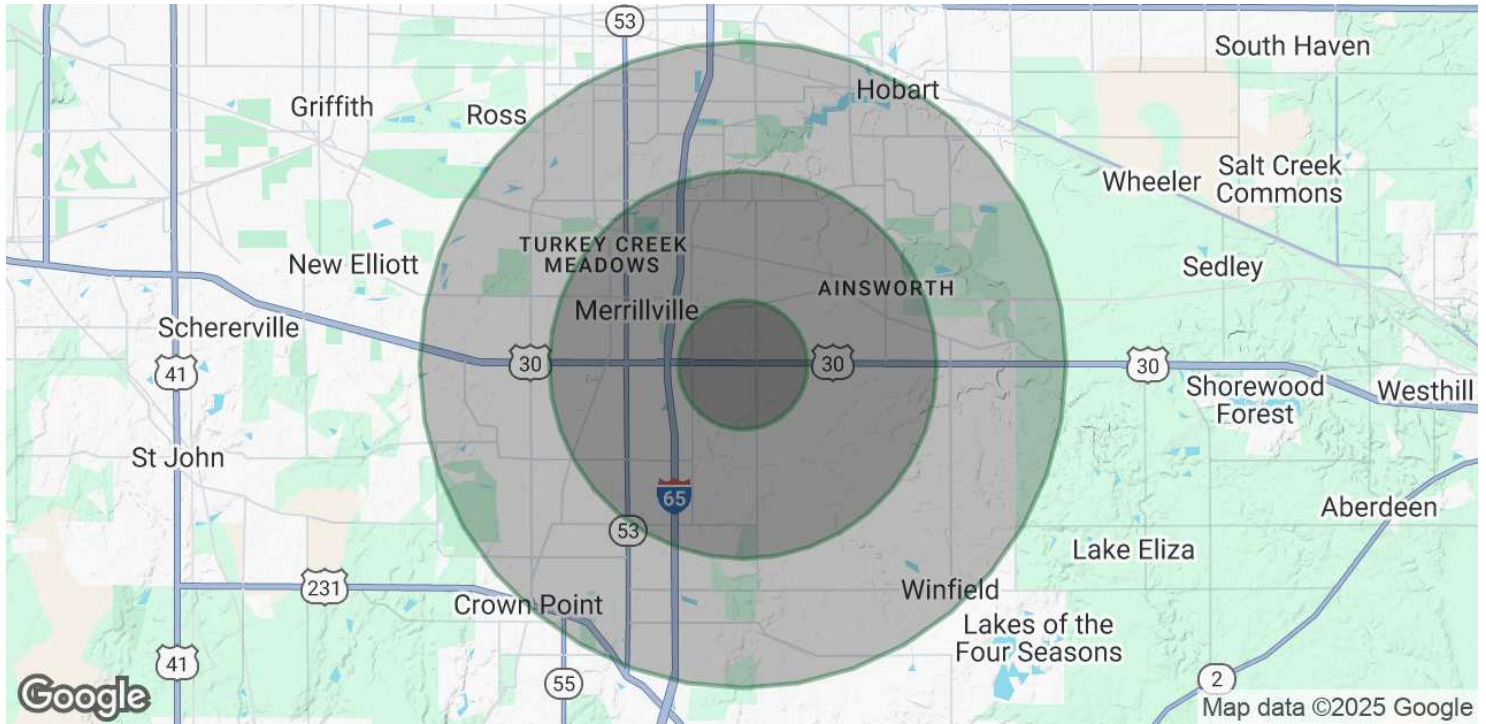 53
South Haven
Griffith
Ross
Hobart
Wheeler
Salt Creek
Commons
TURKEY CREEK
MEADOWS
New Elliott
Sedley
AINSWORTH
Merrillville
Schererville
30
30
30
41
Shorewood
Forest
Westhill
St John
65
Aberdeen
53
Lake Eliza
231
Crown Point
Winfield
Lakes of the
Four Seasons
41
55
2
Google
Map data ©2025 Google